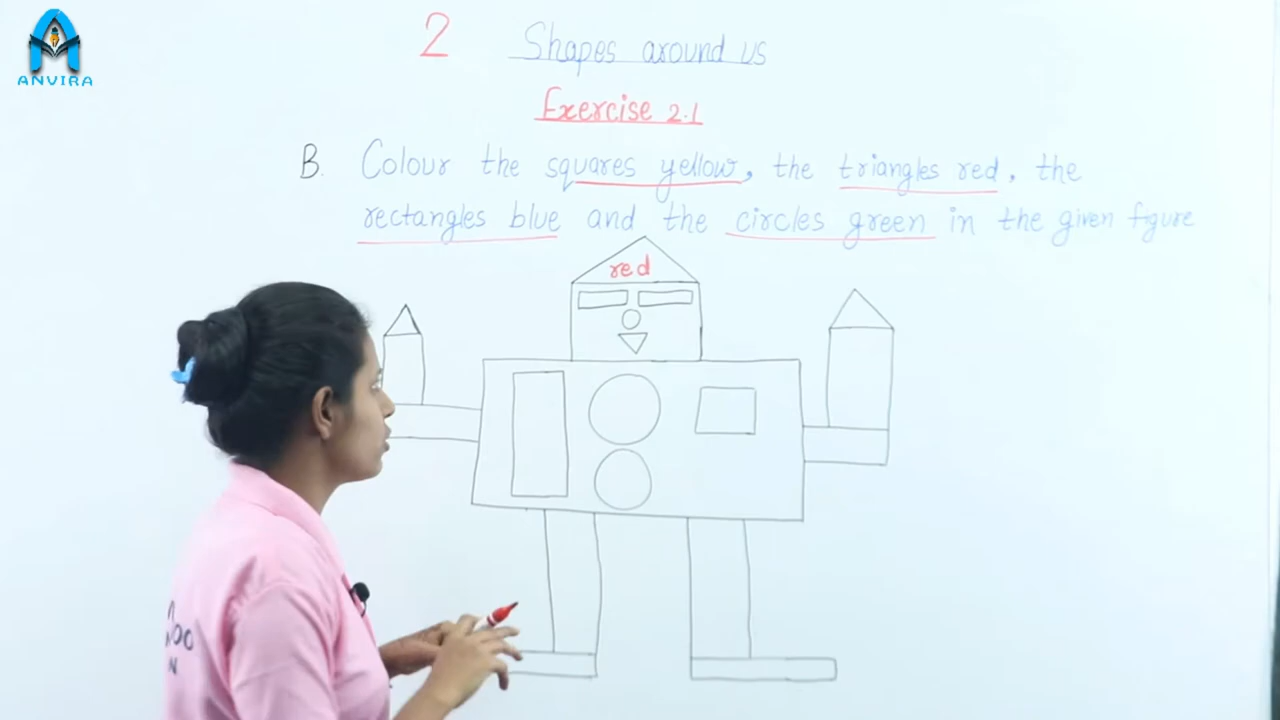 ANVIRA
2 Shapes around us
Exercise 2.1
B. Colour the squares yellow, the triangles red, the
rectangles blue and the circles green in the given figure
red